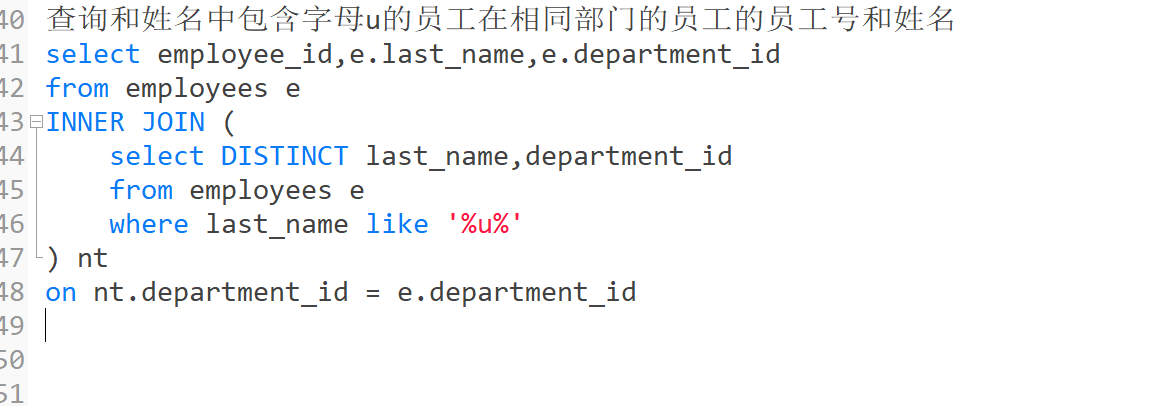 40 查询和姓名中包含字母u的员工在相同部门的员工的员工号和姓名
41 select employee_id,e.last_name,e.department_id
42 from employees e
43 INNER JOIN (
44 select DISTINCT last_name,department_id
45 from employees e
46 where last_name like '%u%'
47 ) nt
48 on nt.department_id = e.department_id
49
50
51